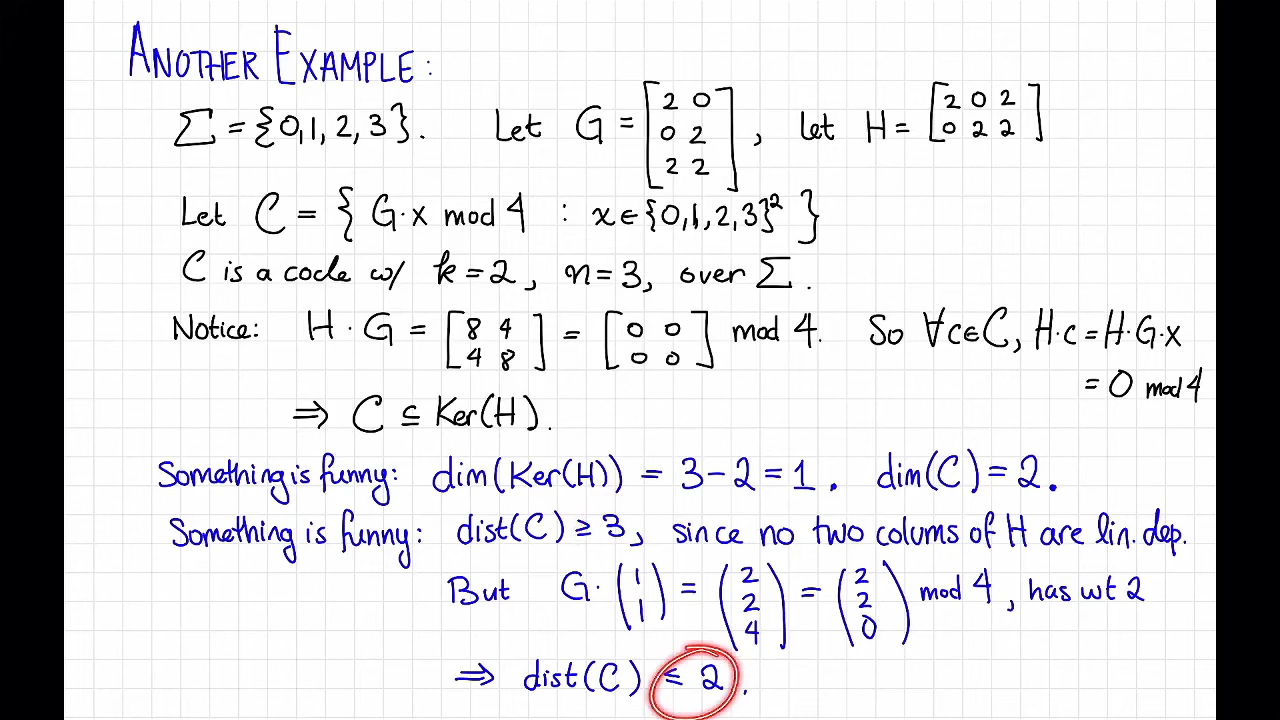 ANOTHER EXAMPLE:
Σ = {0,1,2,3}. Let G = [2 0; 0 2; 2 2], let H = [2 0 2; 0 2 2]
Let C = { G·x mod 4 : x ∈ {0,1,2,3}² }
C is a code w/ k=2, n=3, over Σ.
Notice: H · G = [8 4; 4 8] = [0 0; 0 0] mod 4. So ∀c∈C, H·c = H·G·x
= 0 mod 4
⇒ C ⊆ Ker(H).
Something is funny: dim(Ker(H)) = 3-2 = 1. dim(C) = 2.
Something is funny: dist(C) ≥ 3, since no two colums of H are lin. dep.
But G·(1; 1) = (2; 2; 4) = (2; 2; 0) mod 4, has wt 2
⇒ dist(C) ≤ 2.